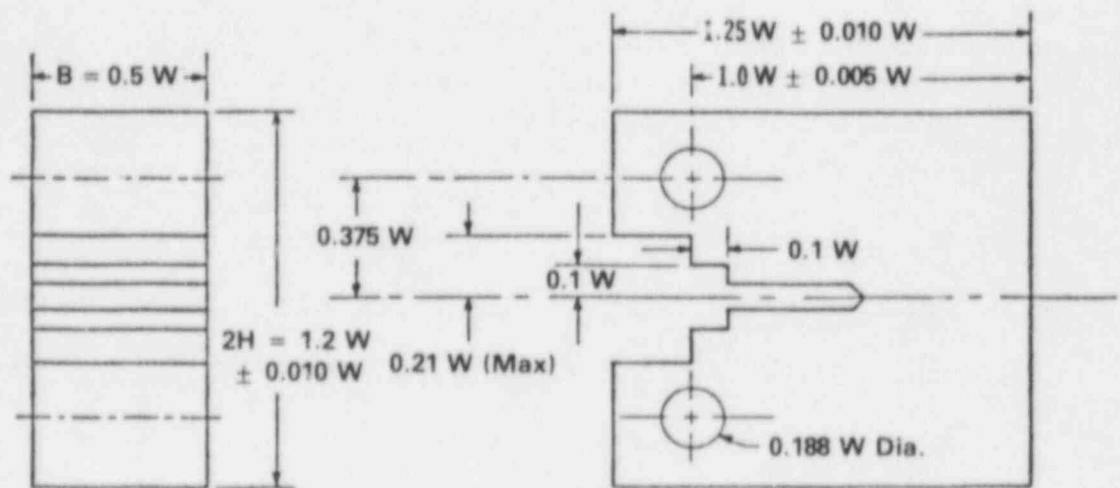 1.25 W ± 0.010 W
B = 0.5 W
1.0 W ± 0.005 W
0.375 W
0.1 W
0.1 W
2H = 1.2 W
± 0.010 W
0.21 W (Max)
0.188 W Dia.